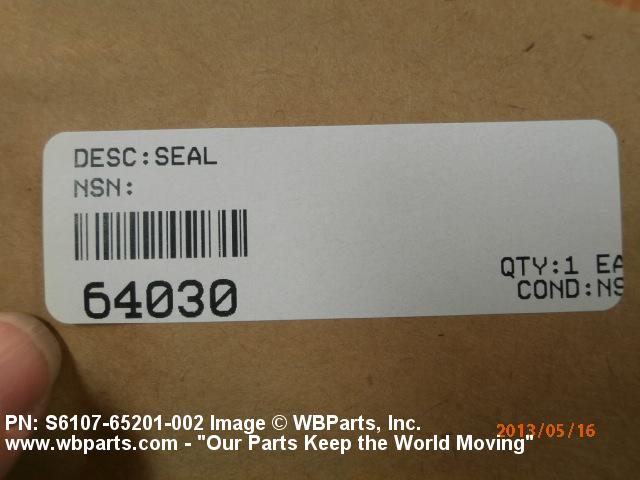 DESC:SEAL
NSN:
64030
QTY:1 EA
COND:NS
PN: S6107-65201-002 Image © WBParts, Inc.
2013/05/16
www.wbparts.com - "Our Parts Keep the World Moving"